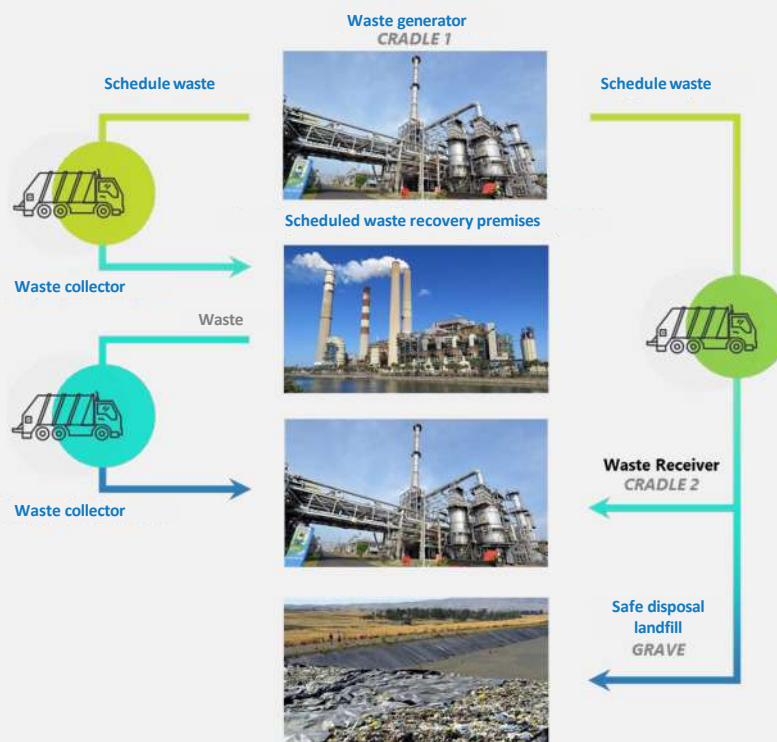 Waste generator
CRADLE 1
Schedule waste
Schedule waste
Scheduled waste recovery premises
Waste collector
Waste
Waste Receiver
CRADLE 2
Waste collector
Safe disposal
landfill
GRAVE